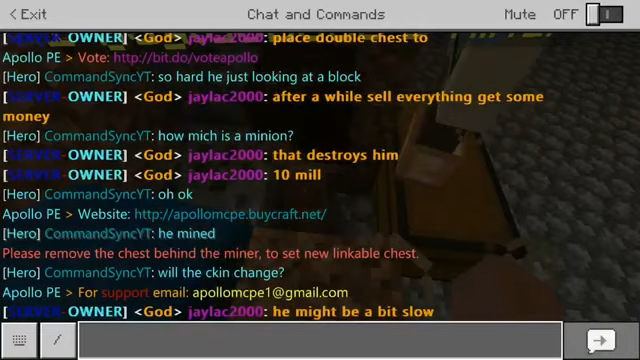 Exit
Chat and Commands
Mute OFF
[SERVER-OWNER] <God> jaylac2000: place double chest to
Apollo PE > Vote: http://bit.do/voteapollo
[Hero] CommandSyncYT: so hard he just looking at a block
[SERVER-OWNER] <God> jaylac2000: after a while sell everything get some
money
[Hero] CommandSyncYT: how mich is a minion?
[SERVER-OWNER] <God> jaylac2000: that destroys him
[SERVER-OWNER] <God> jaylac2000: 10 mill
[Hero] CommandSyncYT: oh ok
Apollo PE > Website: http://apollomcpe.buycraft.net/
[Hero] CommandSyncYT: he mined
Please remove the chest behind the miner, to set new linkable chest.
[Hero] CommandSyncYT: will the ckin change?
Apollo PE > For support email: apollomcpe1@gmail.com
[SERVER-OWNER] <God> jaylac2000: he might be a bit slow
/